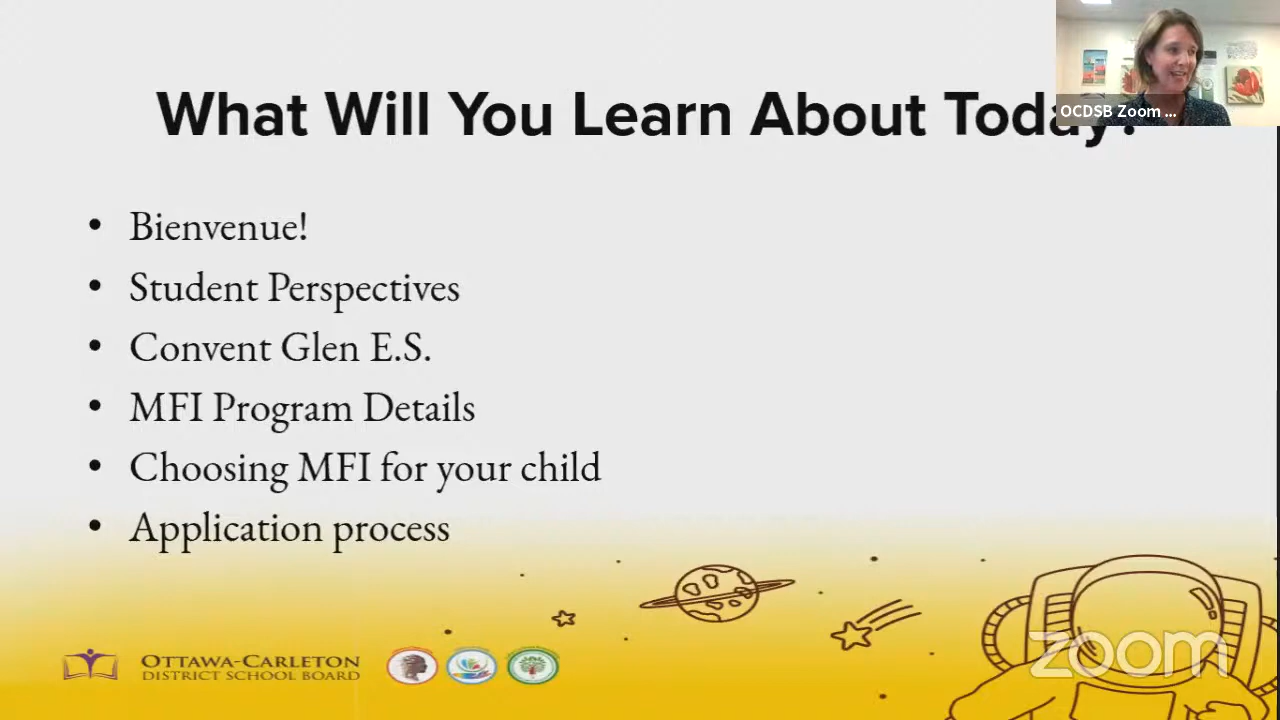 What Will You Learn About Today?
OCDSB Zoom ...
• Bienvenue!
• Student Perspectives
• Convent Glen E.S.
• MFI Program Details
• Choosing MFI for your child
• Application process
OTTAWA-CARLETON
DISTRICT SCHOOL BOARD
zoom